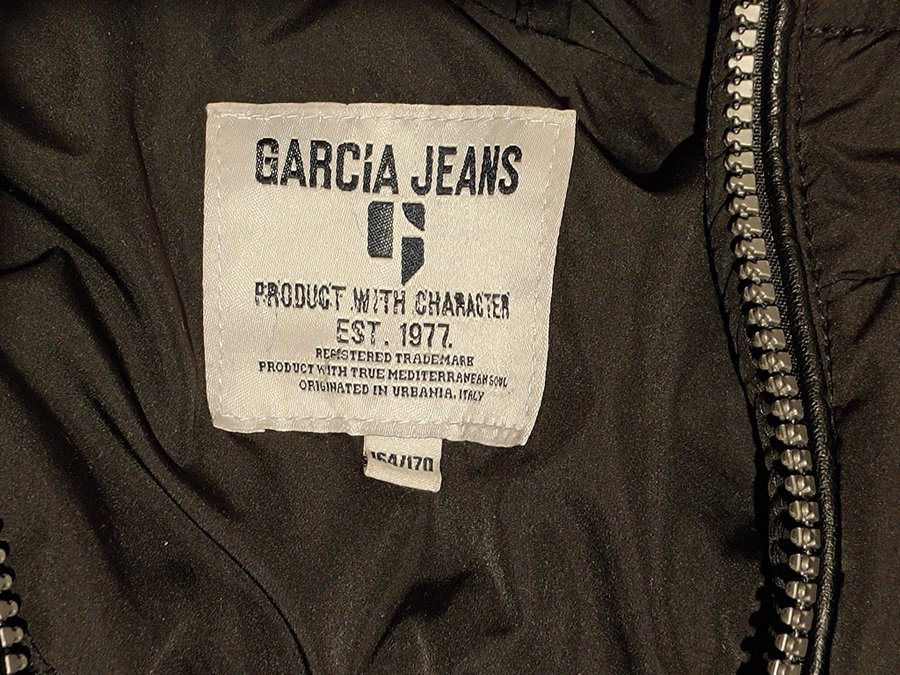 GARCíA JEANS
PRODUCT WITH CHARACTER
EST. 1977.
REGISTERED TRADEMARK
PRODUCT WITH TRUE MEDITERRANEAN SOUL
ORIGINATED IN URBANIA, ITALY
164/170